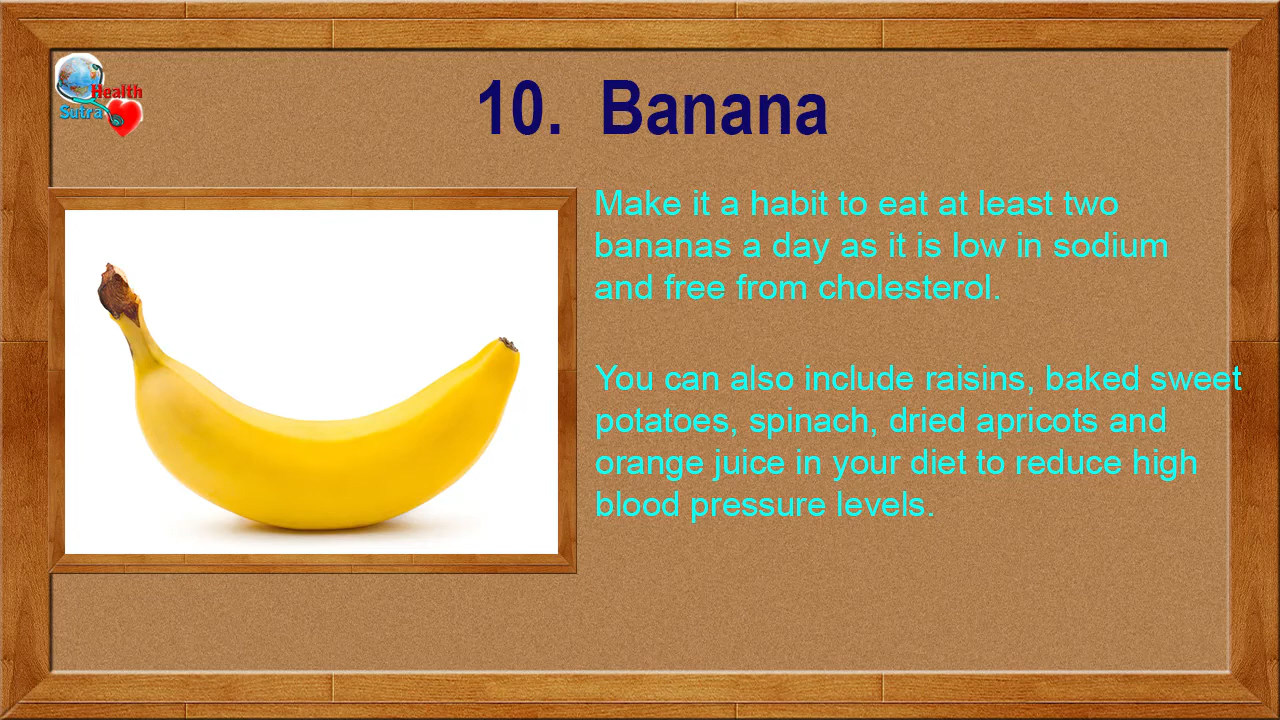 Health
Sutra
10. Banana
Make it a habit to eat at least two
bananas a day as it is low in sodium
and free from cholesterol.
You can also include raisins, baked sweet
potatoes, spinach, dried apricots and
orange juice in your diet to reduce high
blood pressure levels.